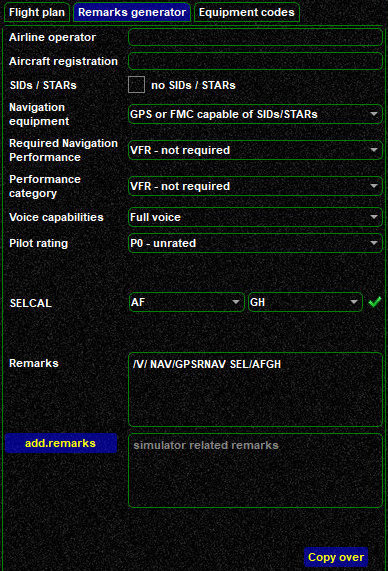 Flight plan Remarks generator Equipment codes
Airline operator
Aircraft registration
SIDs / STARs no SIDs / STARs
Navigation
equipment
GPS or FMC capable of SIDs/STARs
Required Navigation
Performance
VFR - not required
Performance
category
VFR - not required
Voice capabilities Full voice
Pilot rating P0 - unrated
SELCAL AF GH
Remarks /V/ NAV/GPSRNAV SEL/AFGH
add.remarks simulator related remarks
Copy over